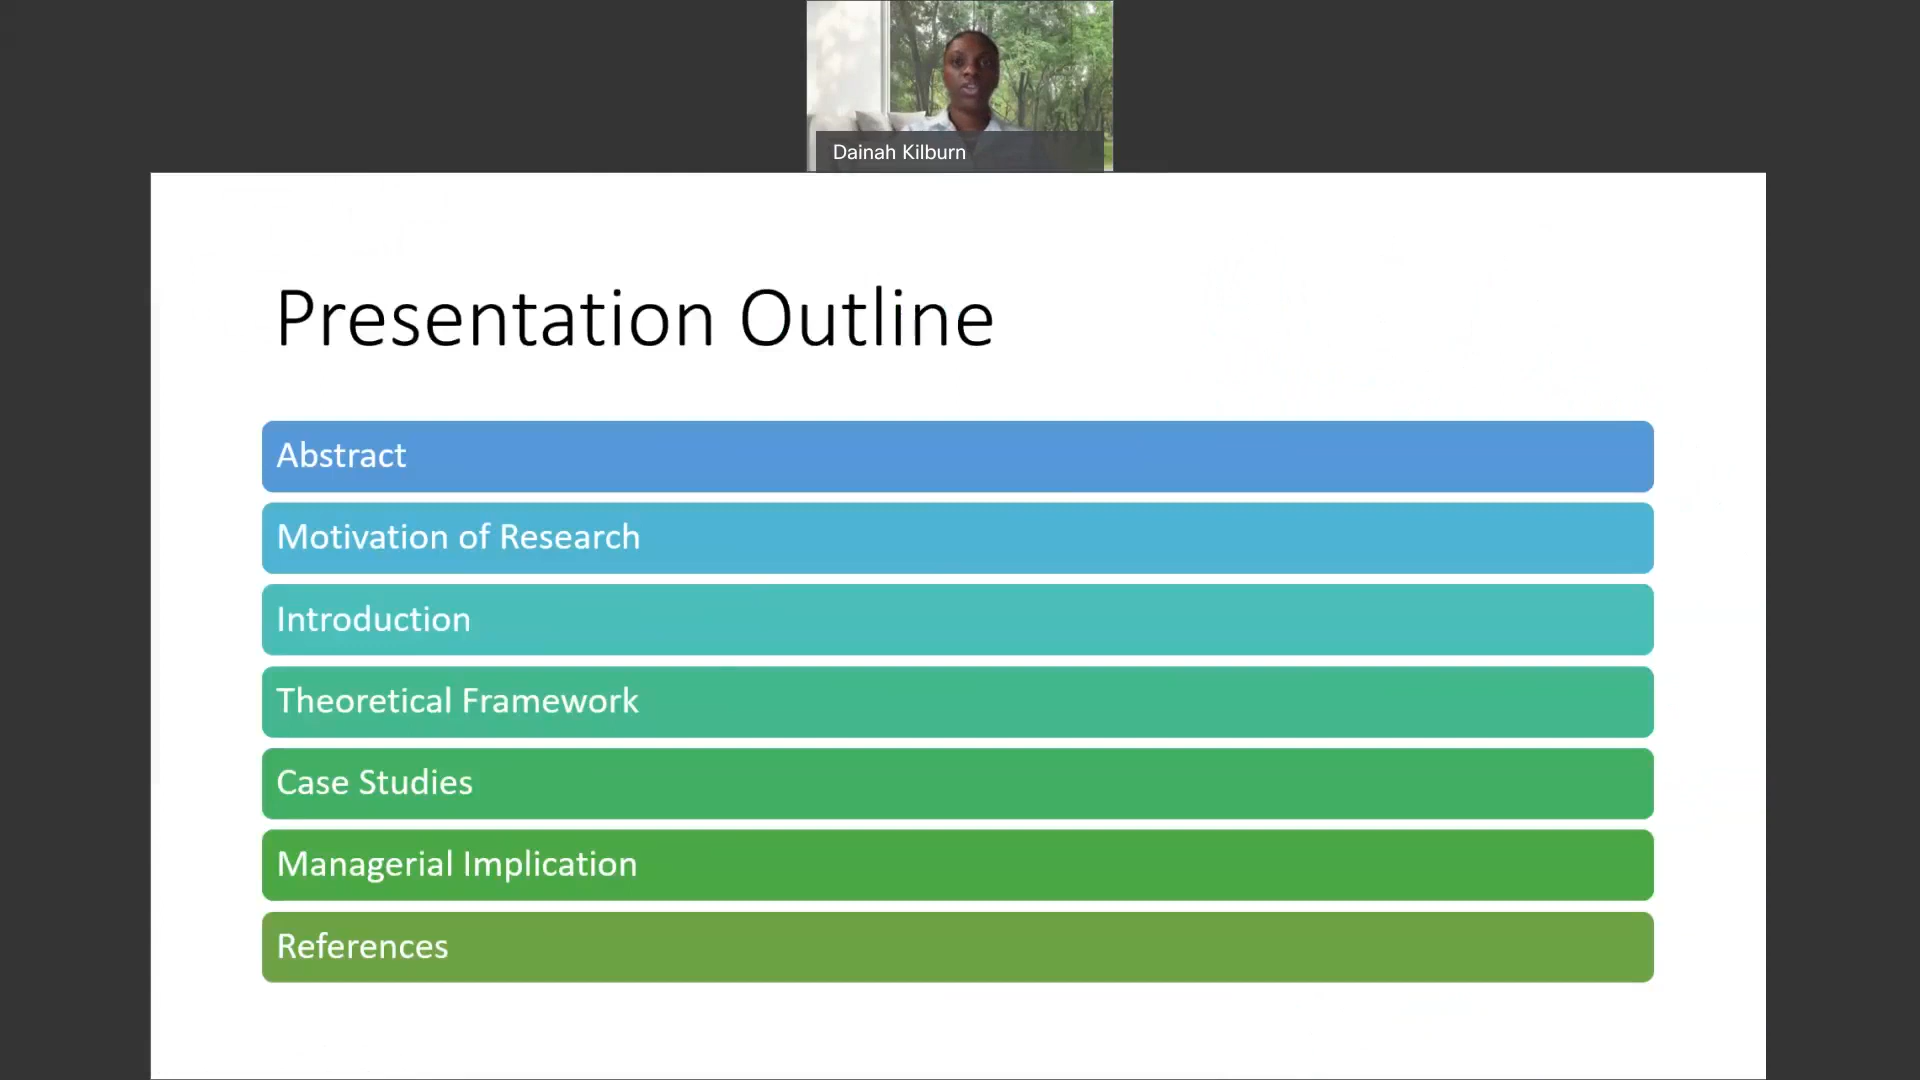 Dainah Kilburn
Presentation Outline
Abstract
Motivation of Research
Introduction
Theoretical Framework
Case Studies
Managerial Implication
References